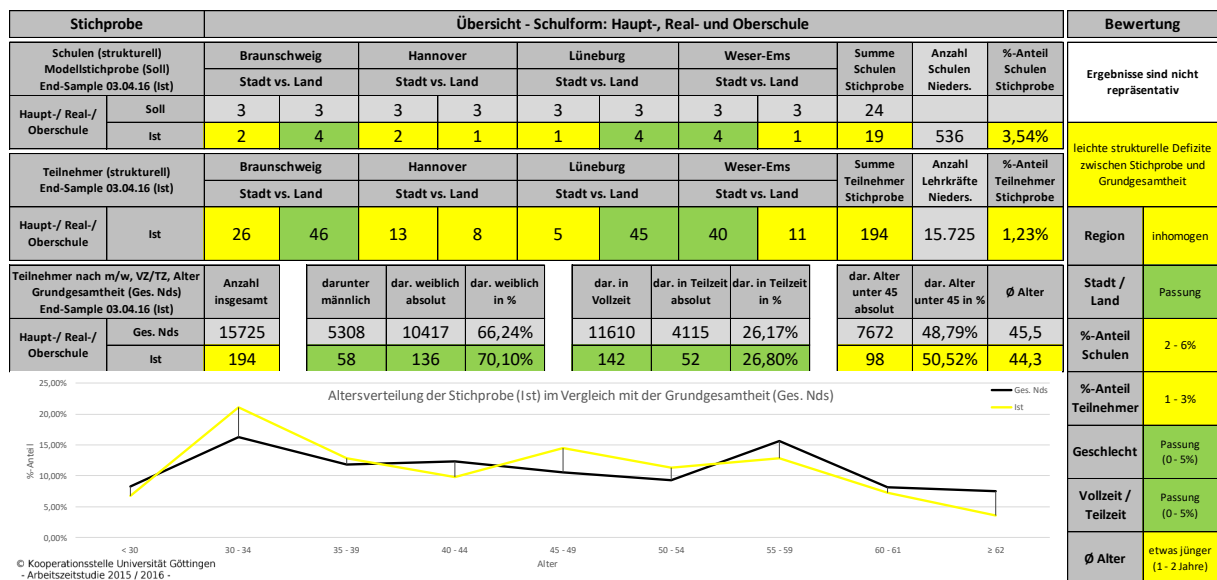 Stichprobe
Übersicht - Schulform: Haupt-, Real- und Oberschule
Bewertung
Schulen (strukturell)
Modellstichprobe (Soll)
End-Sample 03.04.16 (Ist)
Braunschweig
Hannover
Lüneburg
Weser-Ems
Summe
Schulen
Stichprobe
Anzahl
Schulen
Nieders.
%-Anteil
Schulen
Stichprobe
Stadt vs. Land
Stadt vs. Land
Stadt vs. Land
Stadt vs. Land
Ergebnisse sind nicht
repräsentativ
Haupt-/ Real-/
Oberschule
Soll 3 3 3 3 3 3 3 3 24
Ist 2 4 2 1 1 4 4 1 19 536 3,54%
leichte strukturelle Defizite
zwischen Stichprobe und
Grundgesamtheit
Teilnehmer (strukturell)
End-Sample 03.04.16 (Ist)
Braunschweig
Hannover
Lüneburg
Weser-Ems
Summe
Teilnehmer
Stichprobe
Anzahl
Lehrkräfte
Nieders.
%-Anteil
Teilnehmer
Stichprobe
Stadt vs. Land
Stadt vs. Land
Stadt vs. Land
Stadt vs. Land
Haupt-/ Real-/
Oberschule
Ist 26 46 13 8 5 45 40 11 194 15.725 1,23%
Region inhomogen
Teilnehmer nach m/w, VZ/TZ, Alter
Grundgesamtheit (Ges. Nds)
End-Sample 03.04.16 (Ist)
Anzahl
insgesamt
darunter
männlich
dar. weiblich
absolut
dar. weiblich
in %
dar. in
Vollzeit
dar. in Teilzeit
absolut
dar. in Teilzeit
in %
dar. Alter
unter 45
absolut
dar. Alter
unter 45 in %
Ø Alter
Stadt /
Land
Passung
Haupt-/ Real-/
Oberschule
Ges. Nds 15725 5308 10417 66,24% 11610 4115 26,17% 7672 48,79% 45,5
Ist 194 58 136 70,10% 142 52 26,80% 98 50,52% 44,3
%-Anteil
Schulen
2 - 6%
%-Anteil
Teilnehmer
1 - 3%
Geschlecht
Passung
(0 - 5%)
Vollzeit /
Teilzeit
Passung
(0 - 5%)
Ø Alter
etwas jünger
(1 - 2 Jahre)
Altersverteilung der Stichprobe (Ist) im Vergleich mit der Grundgesamtheit (Ges. Nds)
Ges. Nds
Ist
%-Anteil
25,00%
20,00%
15,00%
10,00%
5,00%
0,00%
< 30 30 - 34 35 - 39 40 - 44 45 - 49 50 - 54 55 - 59 60 - 61 ≥ 62
Alter
© Kooperationsstelle Universität Göttingen
- Arbeitszeitstudie 2015 / 2016 -